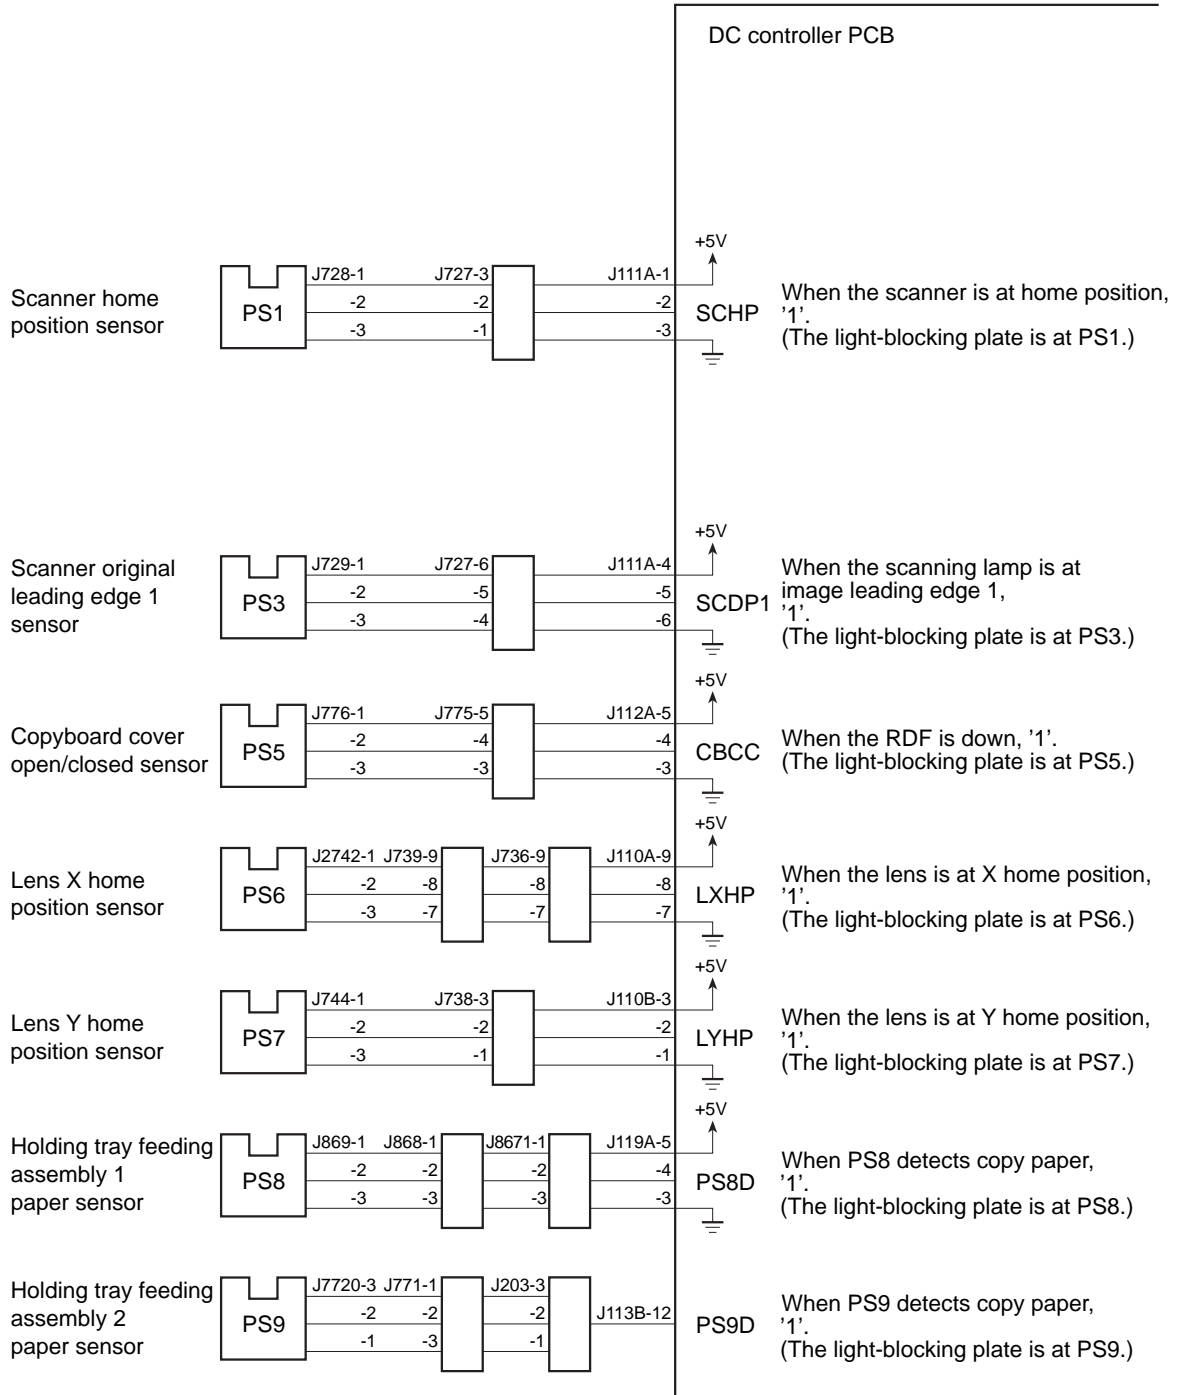 DC controller PCB
+5V
J728-1 J727-3 J111A-1
Scanner home
position sensor
PS1
-2 -2 -2
-3 -1 -3
SCHP
When the scanner is at home position,
’1’.
(The light-blocking plate is at PS1.)
+5V
J729-1 J727-6 J111A-4
Scanner original
leading edge 1
sensor
PS3
-2 -5 -5
-3 -4 -6
SCDP1
When the scanning lamp is at
image leading edge 1,
’1’.
(The light-blocking plate is at PS3.)
+5V
J776-1 J775-5 J112A-5
Copyboard cover
open/closed sensor
PS5
-2 -4 -4
-3 -3 -3
CBCC
When the RDF is down, ’1’.
(The light-blocking plate is at PS5.)
+5V
J2742-1 J739-9 J736-9 J110A-9
Lens X home
position sensor
PS6
-2 -8 -8 -8
-3 -7 -7 -7
LXHP
When the lens is at X home position,
’1’.
(The light-blocking plate is at PS6.)
+5V
J744-1 J738-3 J110B-3
Lens Y home
position sensor
PS7
-2 -2 -2
-3 -1 -1
LYHP
When the lens is at Y home position,
’1’.
(The light-blocking plate is at PS7.)
+5V
J869-1 J868-1 J8671-1 J119A-5
Holding tray feeding
assembly 1
paper sensor
PS8
-2 -2 -2 -4
-3 -3 -3 -3
PS8D
When PS8 detects copy paper,
’1’.
(The light-blocking plate is at PS8.)
J7720-3 J771-1 J203-3
Holding tray feeding
assembly 2
paper sensor
PS9
-2 -2 -2 J113B-12
-1 -3 -1
PS9D
When PS9 detects copy paper,
’1’.
(The light-blocking plate is at PS9.)